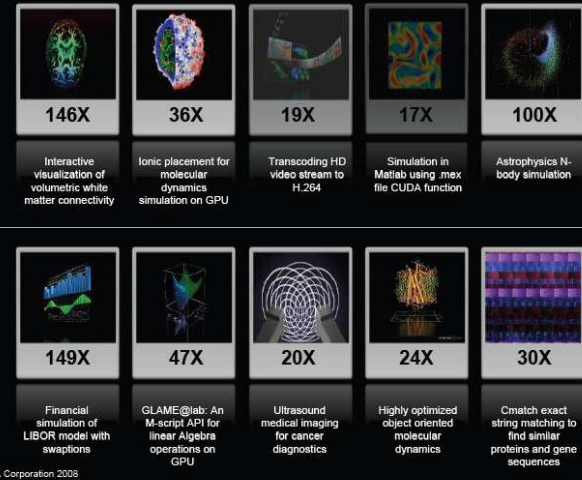 146X
36X
19X
17X
100X
Interactive
visualization of
volumetric white
matter connectivity
Ionic placement for
molecular
dynamics
simulation on GPU
Transcoding HD
video stream to
H.264
Simulation in
Matlab using .mex
file CUDA function
Astrophysics N-
body simulation
149X
47X
20X
24X
30X
Financial
simulation of
LIBOR model with
swaptions
GLAME@lab: An
M-script API for
linear Algebra
operations on
GPU
Ultrasound
medical imaging
for cancer
diagnostics
Highly optimized
object oriented
molecular
dynamics
Cmatch exact
string matching to
find similar
proteins and gene
sequences
Corporation 2008